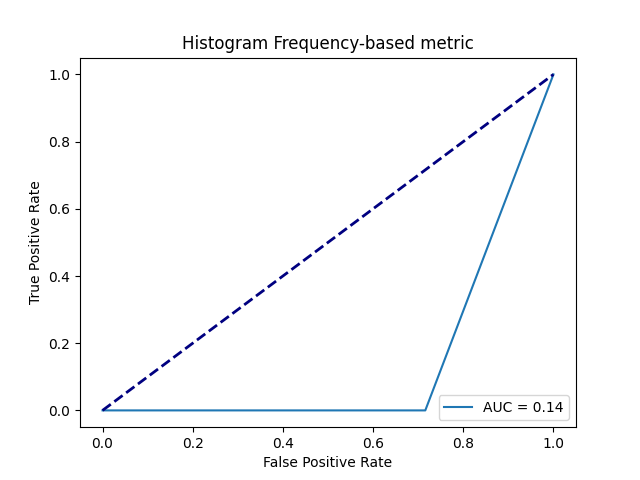 Histogram Frequency-based metric
1.0
0.8
0.6
0.4
0.2
0.0
True Positive Rate
AUC = 0.14
0.0 0.2 0.4 0.6 0.8 1.0
False Positive Rate